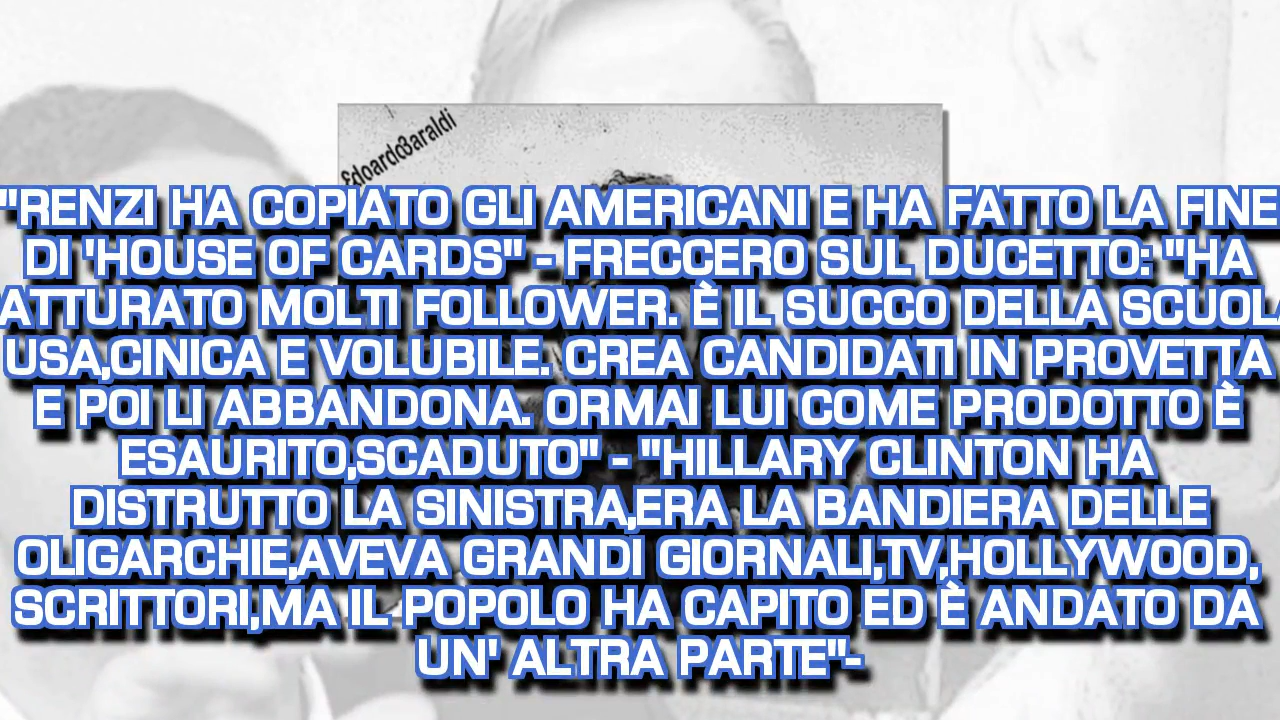 EdoardoBaraldi
"RENZI HA COPIATO GLI AMERICANI E HA FATTO LA FINE
DI 'HOUSE OF CARDS" - FRECCERO SUL DUCETTO: "HA
ATTURATO MOLTI FOLLOWER. È IL SUCCO DELLA SCUOLA
USA,CINICA E VOLUBILE. CREA CANDIDATI IN PROVETTA
E POI LI ABBANDONA. ORMAI LUI COME PRODOTTO È
ESAURITO,SCADUTO" - "HILLARY CLINTON HA
DISTRUTTO LA SINISTRA,ERA LA BANDIERA DELLE
OLIGARCHIE,AVEVA GRANDI GIORNALI,TV,HOLLYWOOD,
SCRITTORI,MA IL POPOLO HA CAPITO ED È ANDATO DA
UN' ALTRA PARTE"-